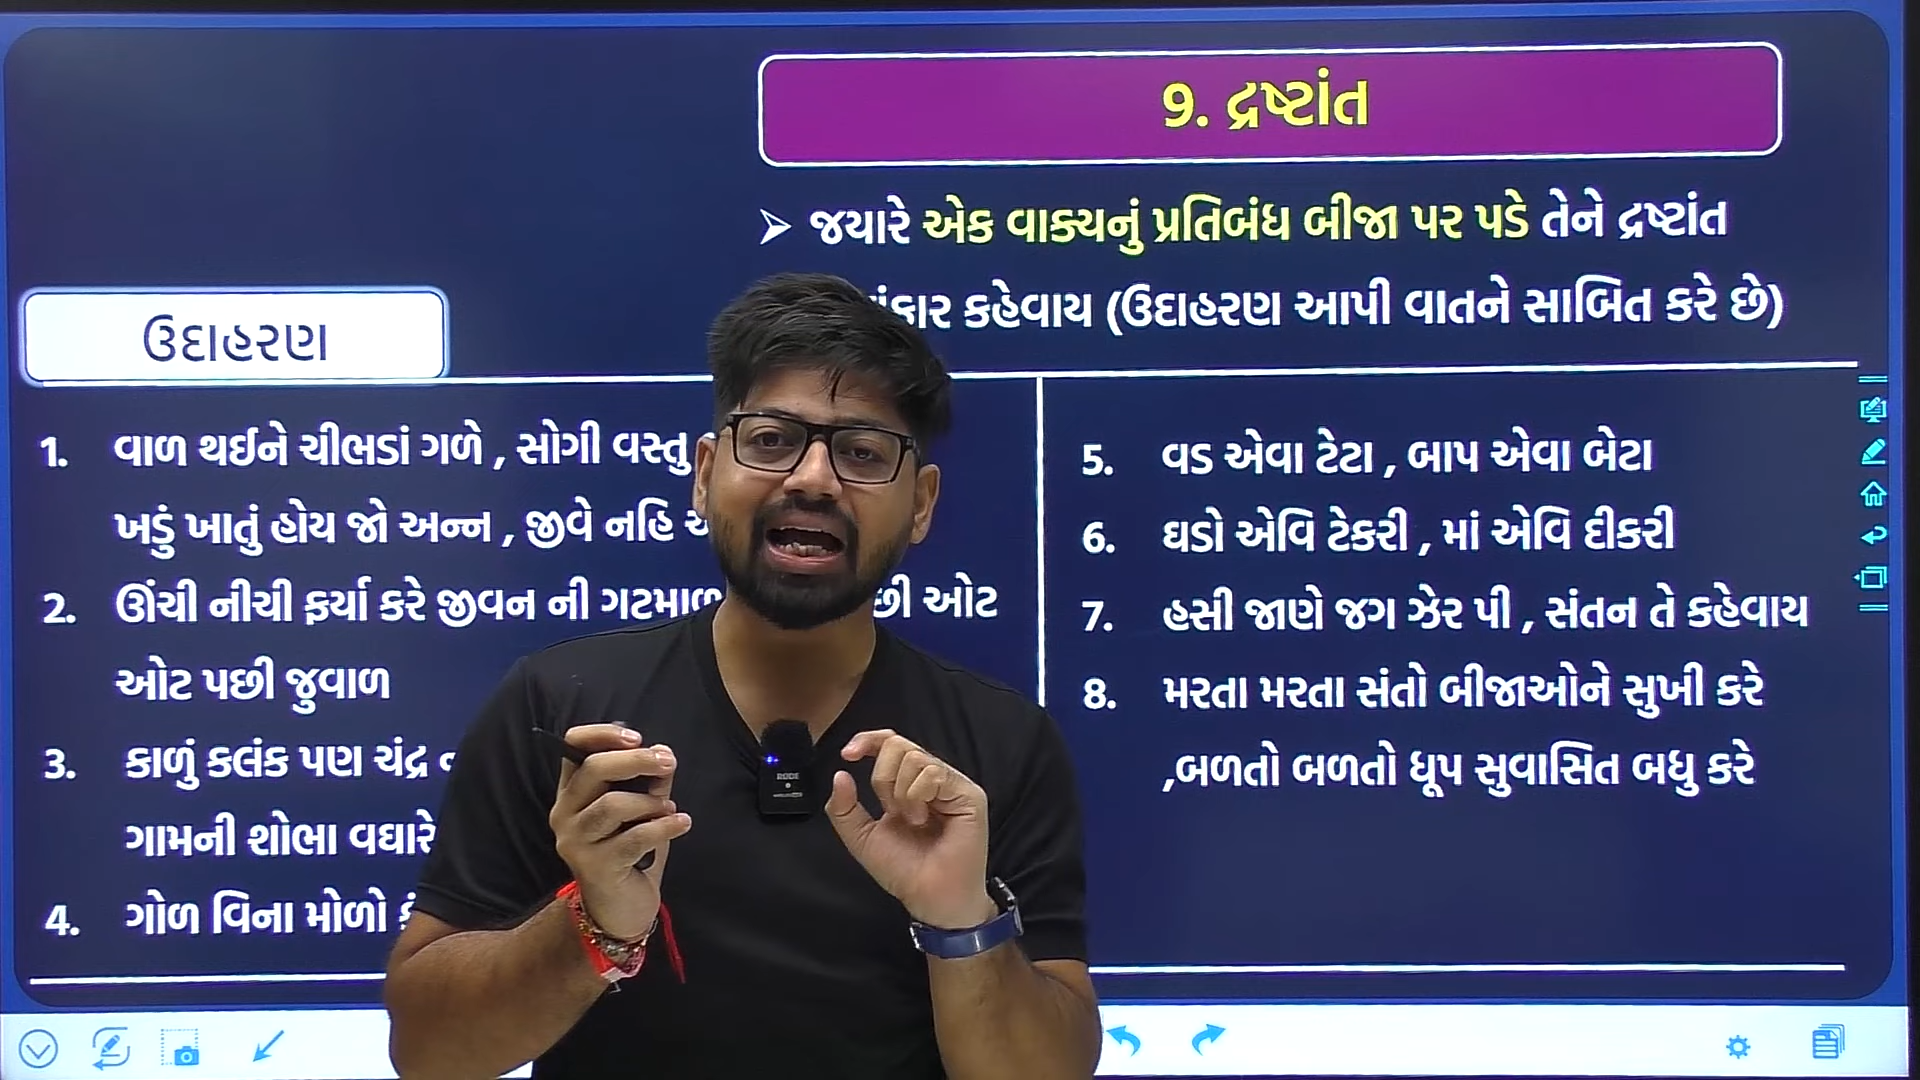 9. દ્રષ્ટાંત
➢ જયારે એક વાક્યનું પ્રતિબંધ બીજા પર પડે તેને દ્રષ્ટાંત
કહેવાય (ઉદાહરણ આપી વાતને સાબિત કરે છે)
ઉદાહરણ
1. વાળ થઈને ચીભડાં ગળે , સોગી વસ્તુ
ખડું ખાતું હોય જો અન્ન , જીવે નહિ
2. ઊંચી નીચી ફર્યા કરે જીવન ની ઓટ
ઓટ પછી જુવાળ
3. કાળું કલંક પણ ચંદ્ર
ગામની શોભા વધારે
4. ગોળ વિના મોળો
5. વડ એવા ટેટા , બાપ એવા બેટા
6. ઘડો એવિ ટેકરી , માં એવિ દીકરી
7. હસી જાણે જગ ઝેર પી , સંતન તે કહેવાય
8. મરતા મરતા સંતો બીજાઓને સુખી કરે
,બળતો બળતો ધૂપ સુવાસિત બધુ કરે
RØDE